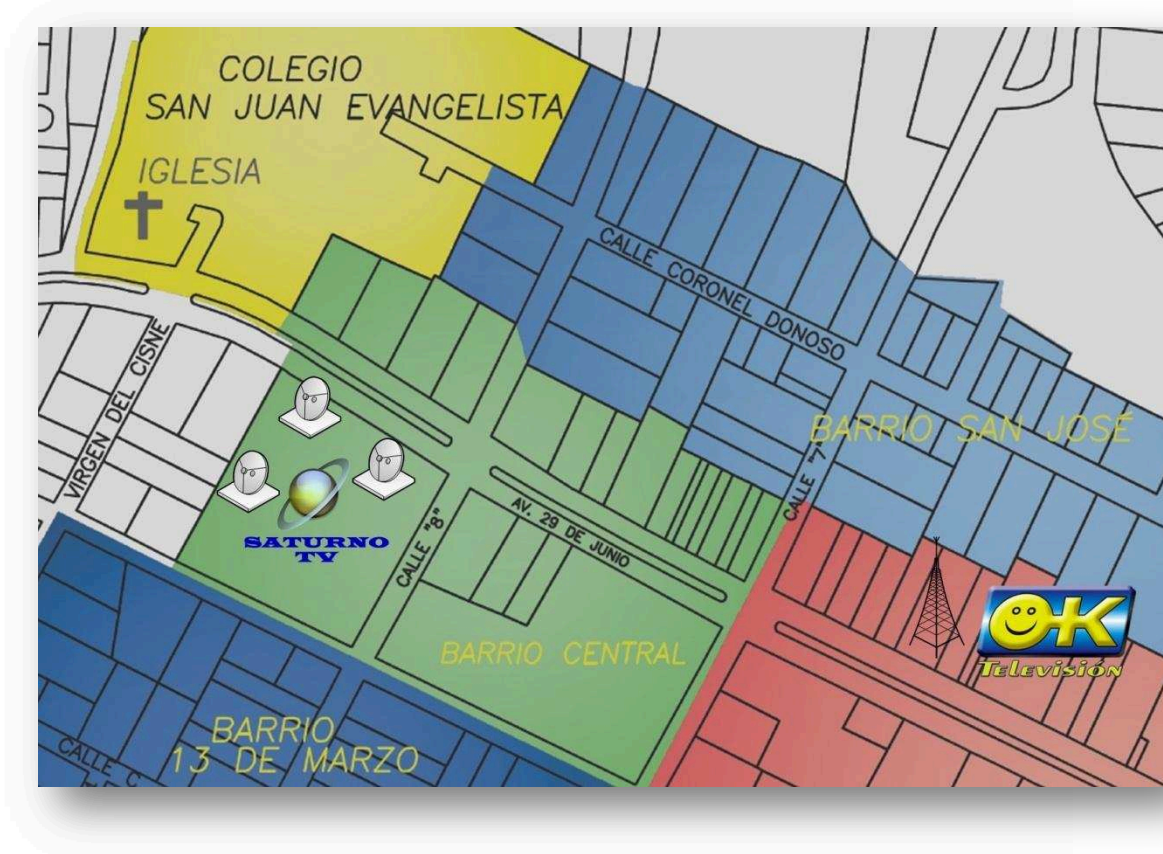 COLEGIO
SAN JUAN EVANGELISTA
IGLESIA
CALLE CORONEL DONOSO
VIRGEN DEL CISNE
BARRIO SAN JOSÉ
CALLE "7"
SATURNO
TV
CALLE "8"
AV. 29 DE JUNIO
OK
Televisión
BARRIO CENTRAL
BARRIO
13 DE MARZO
CALLE C